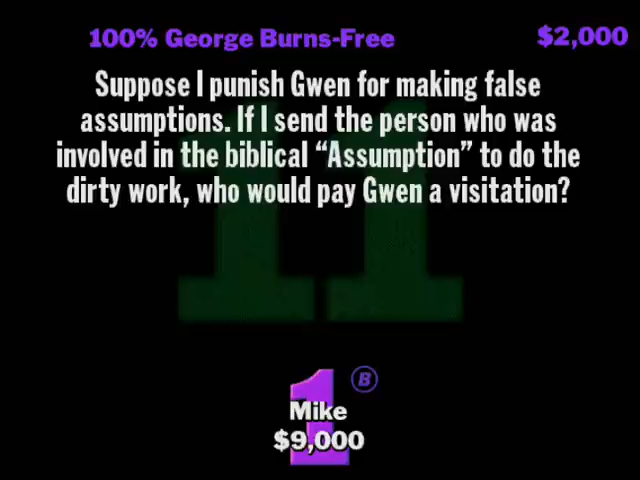 100% George Burns-Free
$2,000
Suppose I punish Gwen for making false
assumptions. If I send the person who was
involved in the biblical “Assumption” to do the
dirty work, who would pay Gwen a visitation?
11
1
B
Mike
$9,000